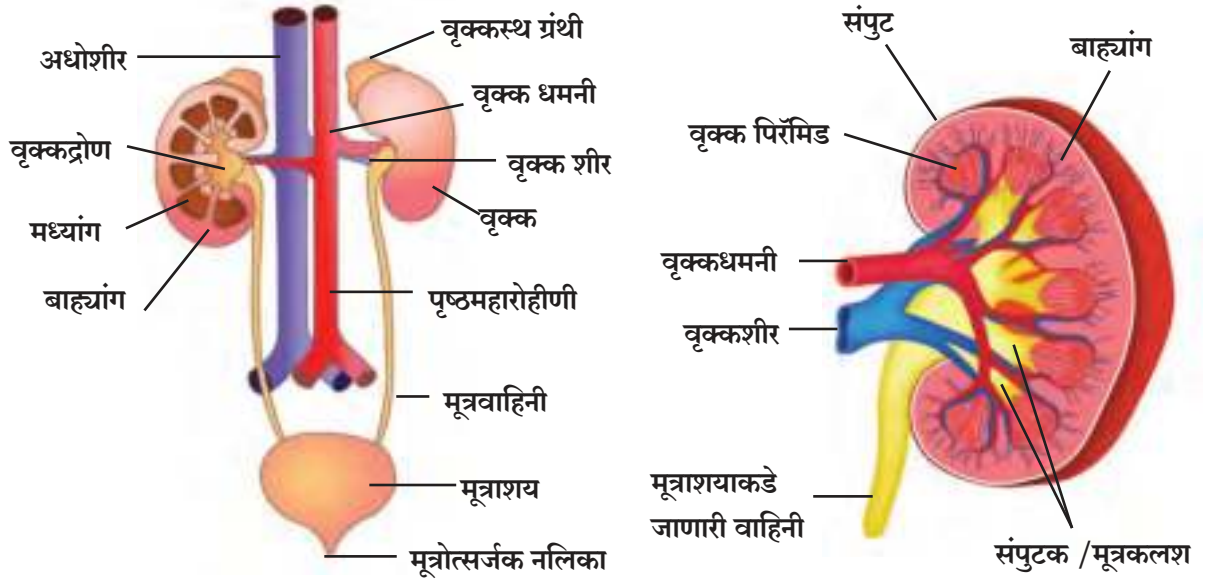 अधोशीर
वृक्कद्रोण
मध्यांग
बाह्यांग
वृक्कस्थ ग्रंथी
वृक्क धमनी
वृक्क शीर
वृक्क
पृष्ठमहारोहीणी
मूत्रवाहिनी
मूत्राशय
मूत्रोत्सर्जक नलिका
संपुट
बाह्यांग
वृक्क पिरॅमिड
वृक्कधमनी
वृक्कशीर
मूत्राशयाकडे
जाणारी वाहिनी
संपुटक /मूत्रकलश